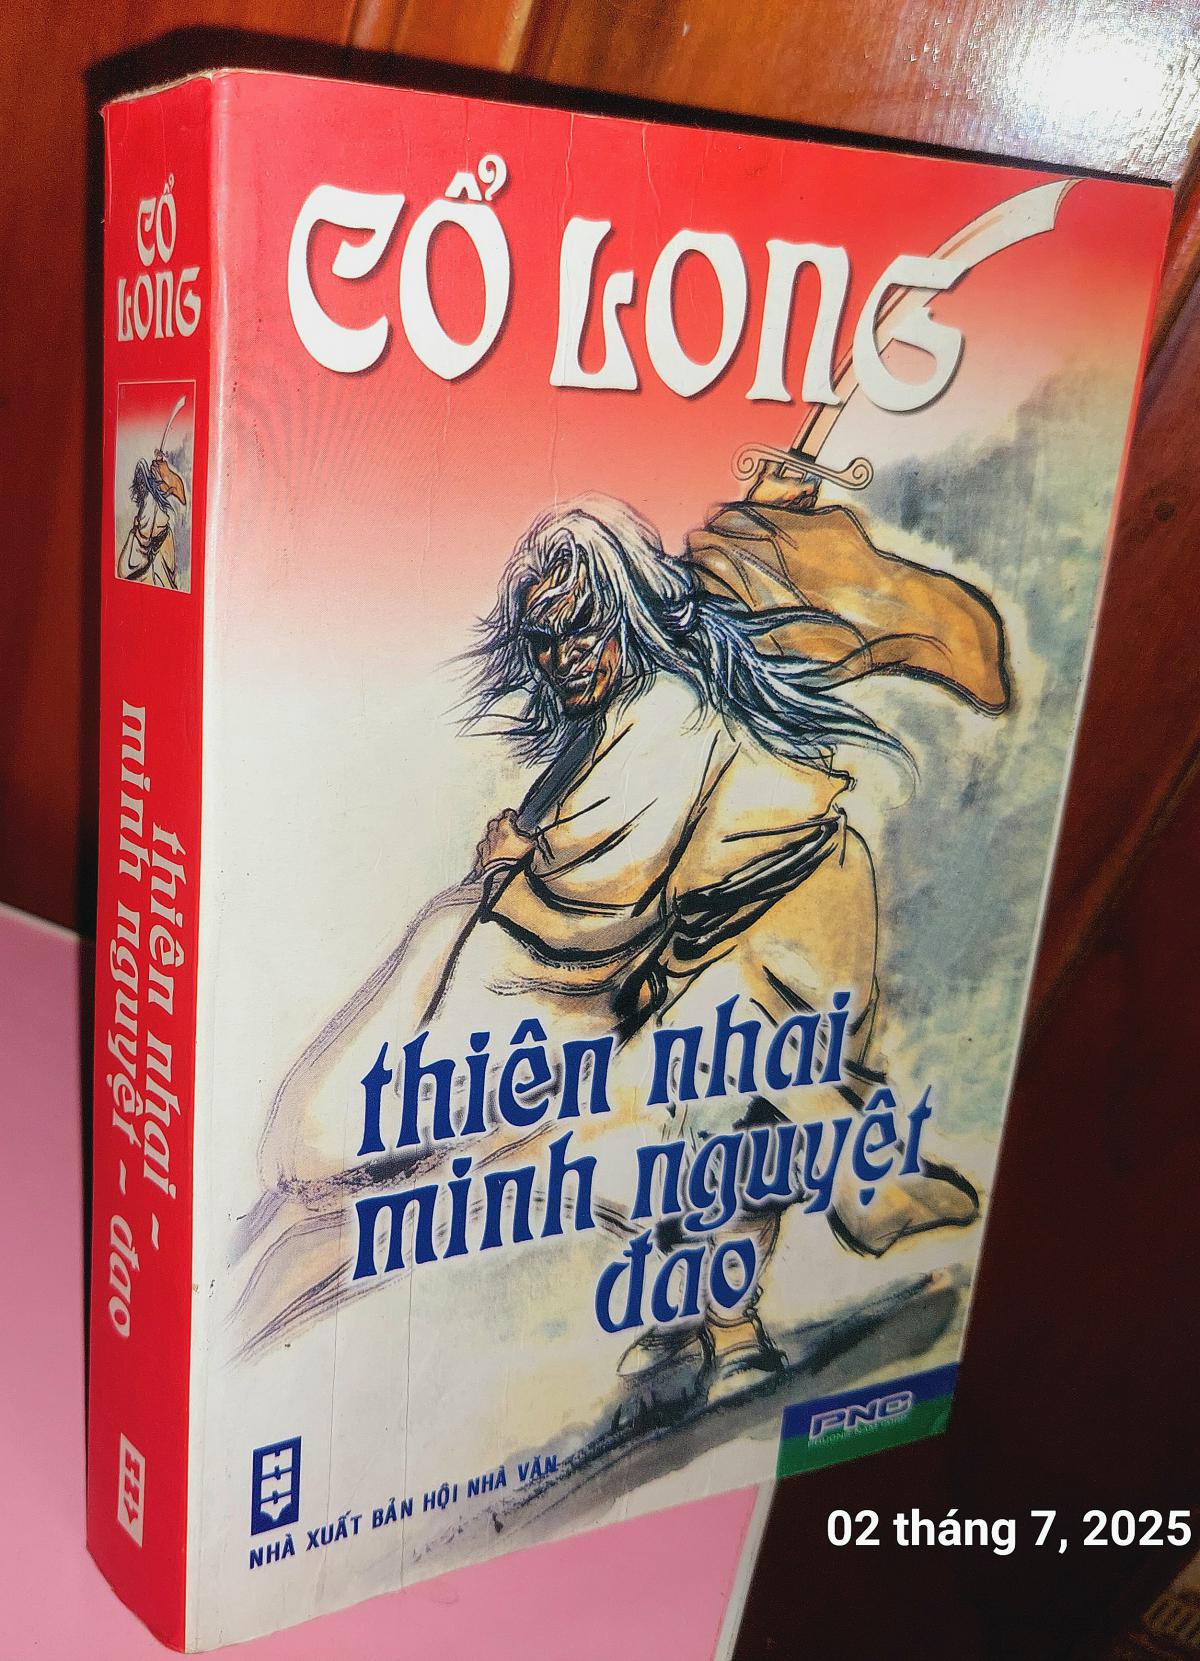 CỔ
LONG
thiên nhai -
minh nguyệt - đao
CỔ LONG
thiên nhai
minh nguyệt
đao
NHÀ XUẤT BẢN HỘI NHÀ VĂN
PNC
02 tháng 7, 2025